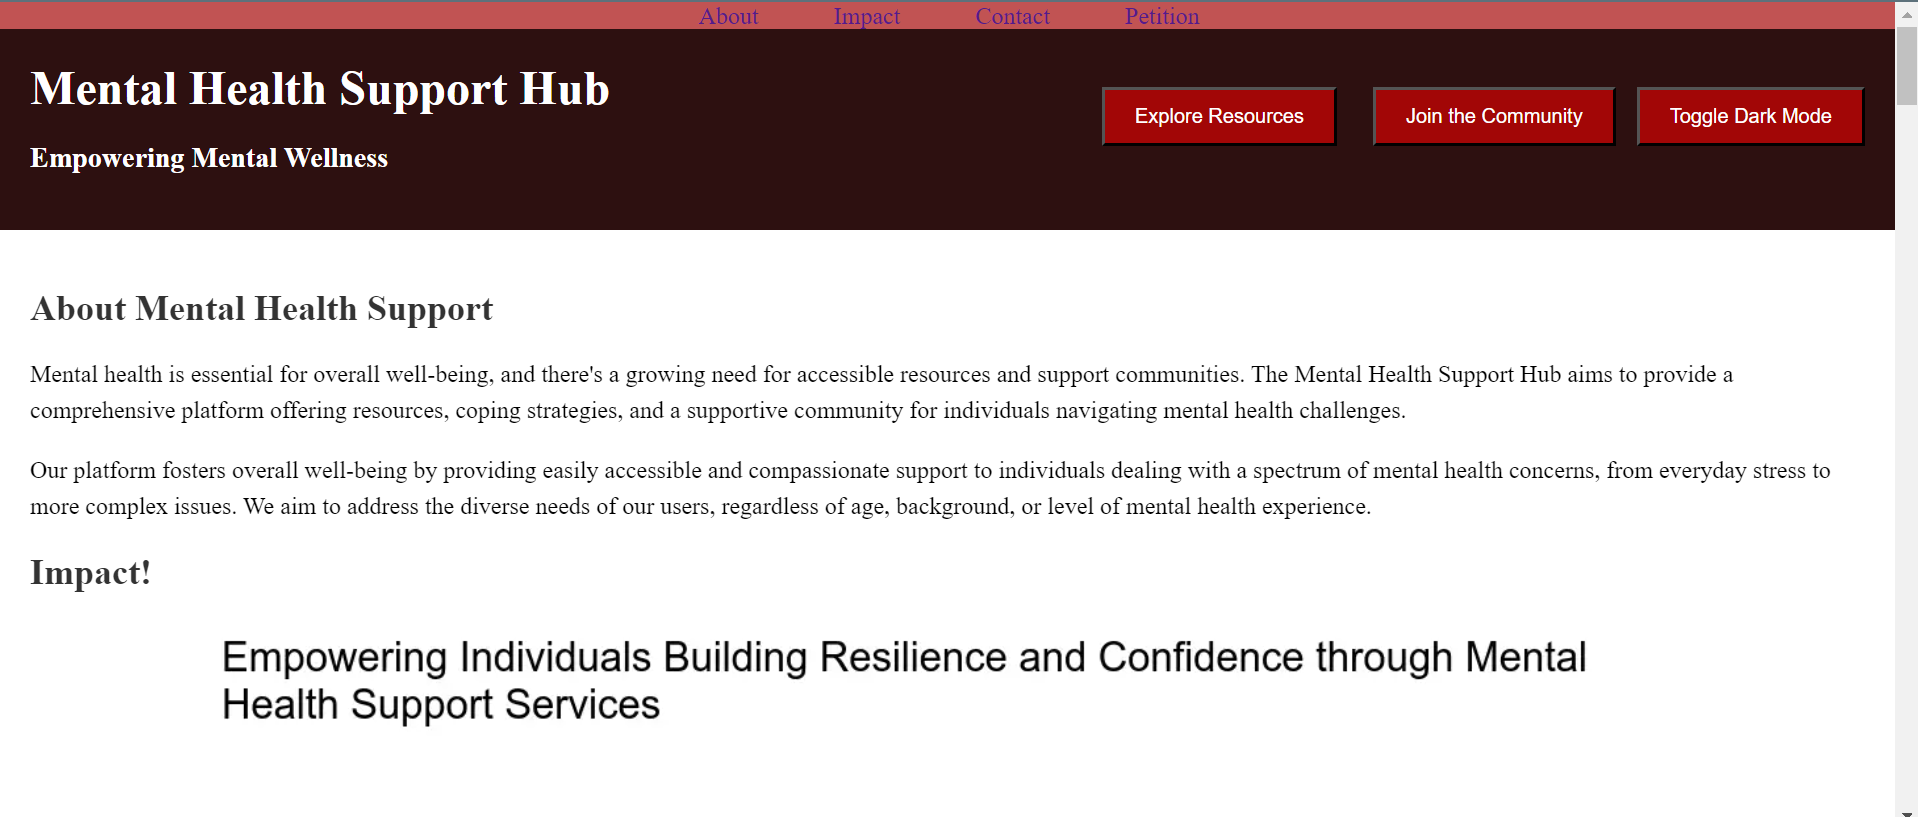 About Impact Contact Petition
Mental Health Support Hub
Empowering Mental Wellness
Explore Resources Join the Community Toggle Dark Mode
About Mental Health Support
Mental health is essential for overall well-being, and there's a growing need for accessible resources and support communities. The Mental Health Support Hub aims to provide a
comprehensive platform offering resources, coping strategies, and a supportive community for individuals navigating mental health challenges.
Our platform fosters overall well-being by providing easily accessible and compassionate support to individuals dealing with a spectrum of mental health concerns, from everyday stress to
more complex issues. We aim to address the diverse needs of our users, regardless of age, background, or level of mental health experience.
Impact!
Empowering Individuals Building Resilience and Confidence through Mental
Health Support Services